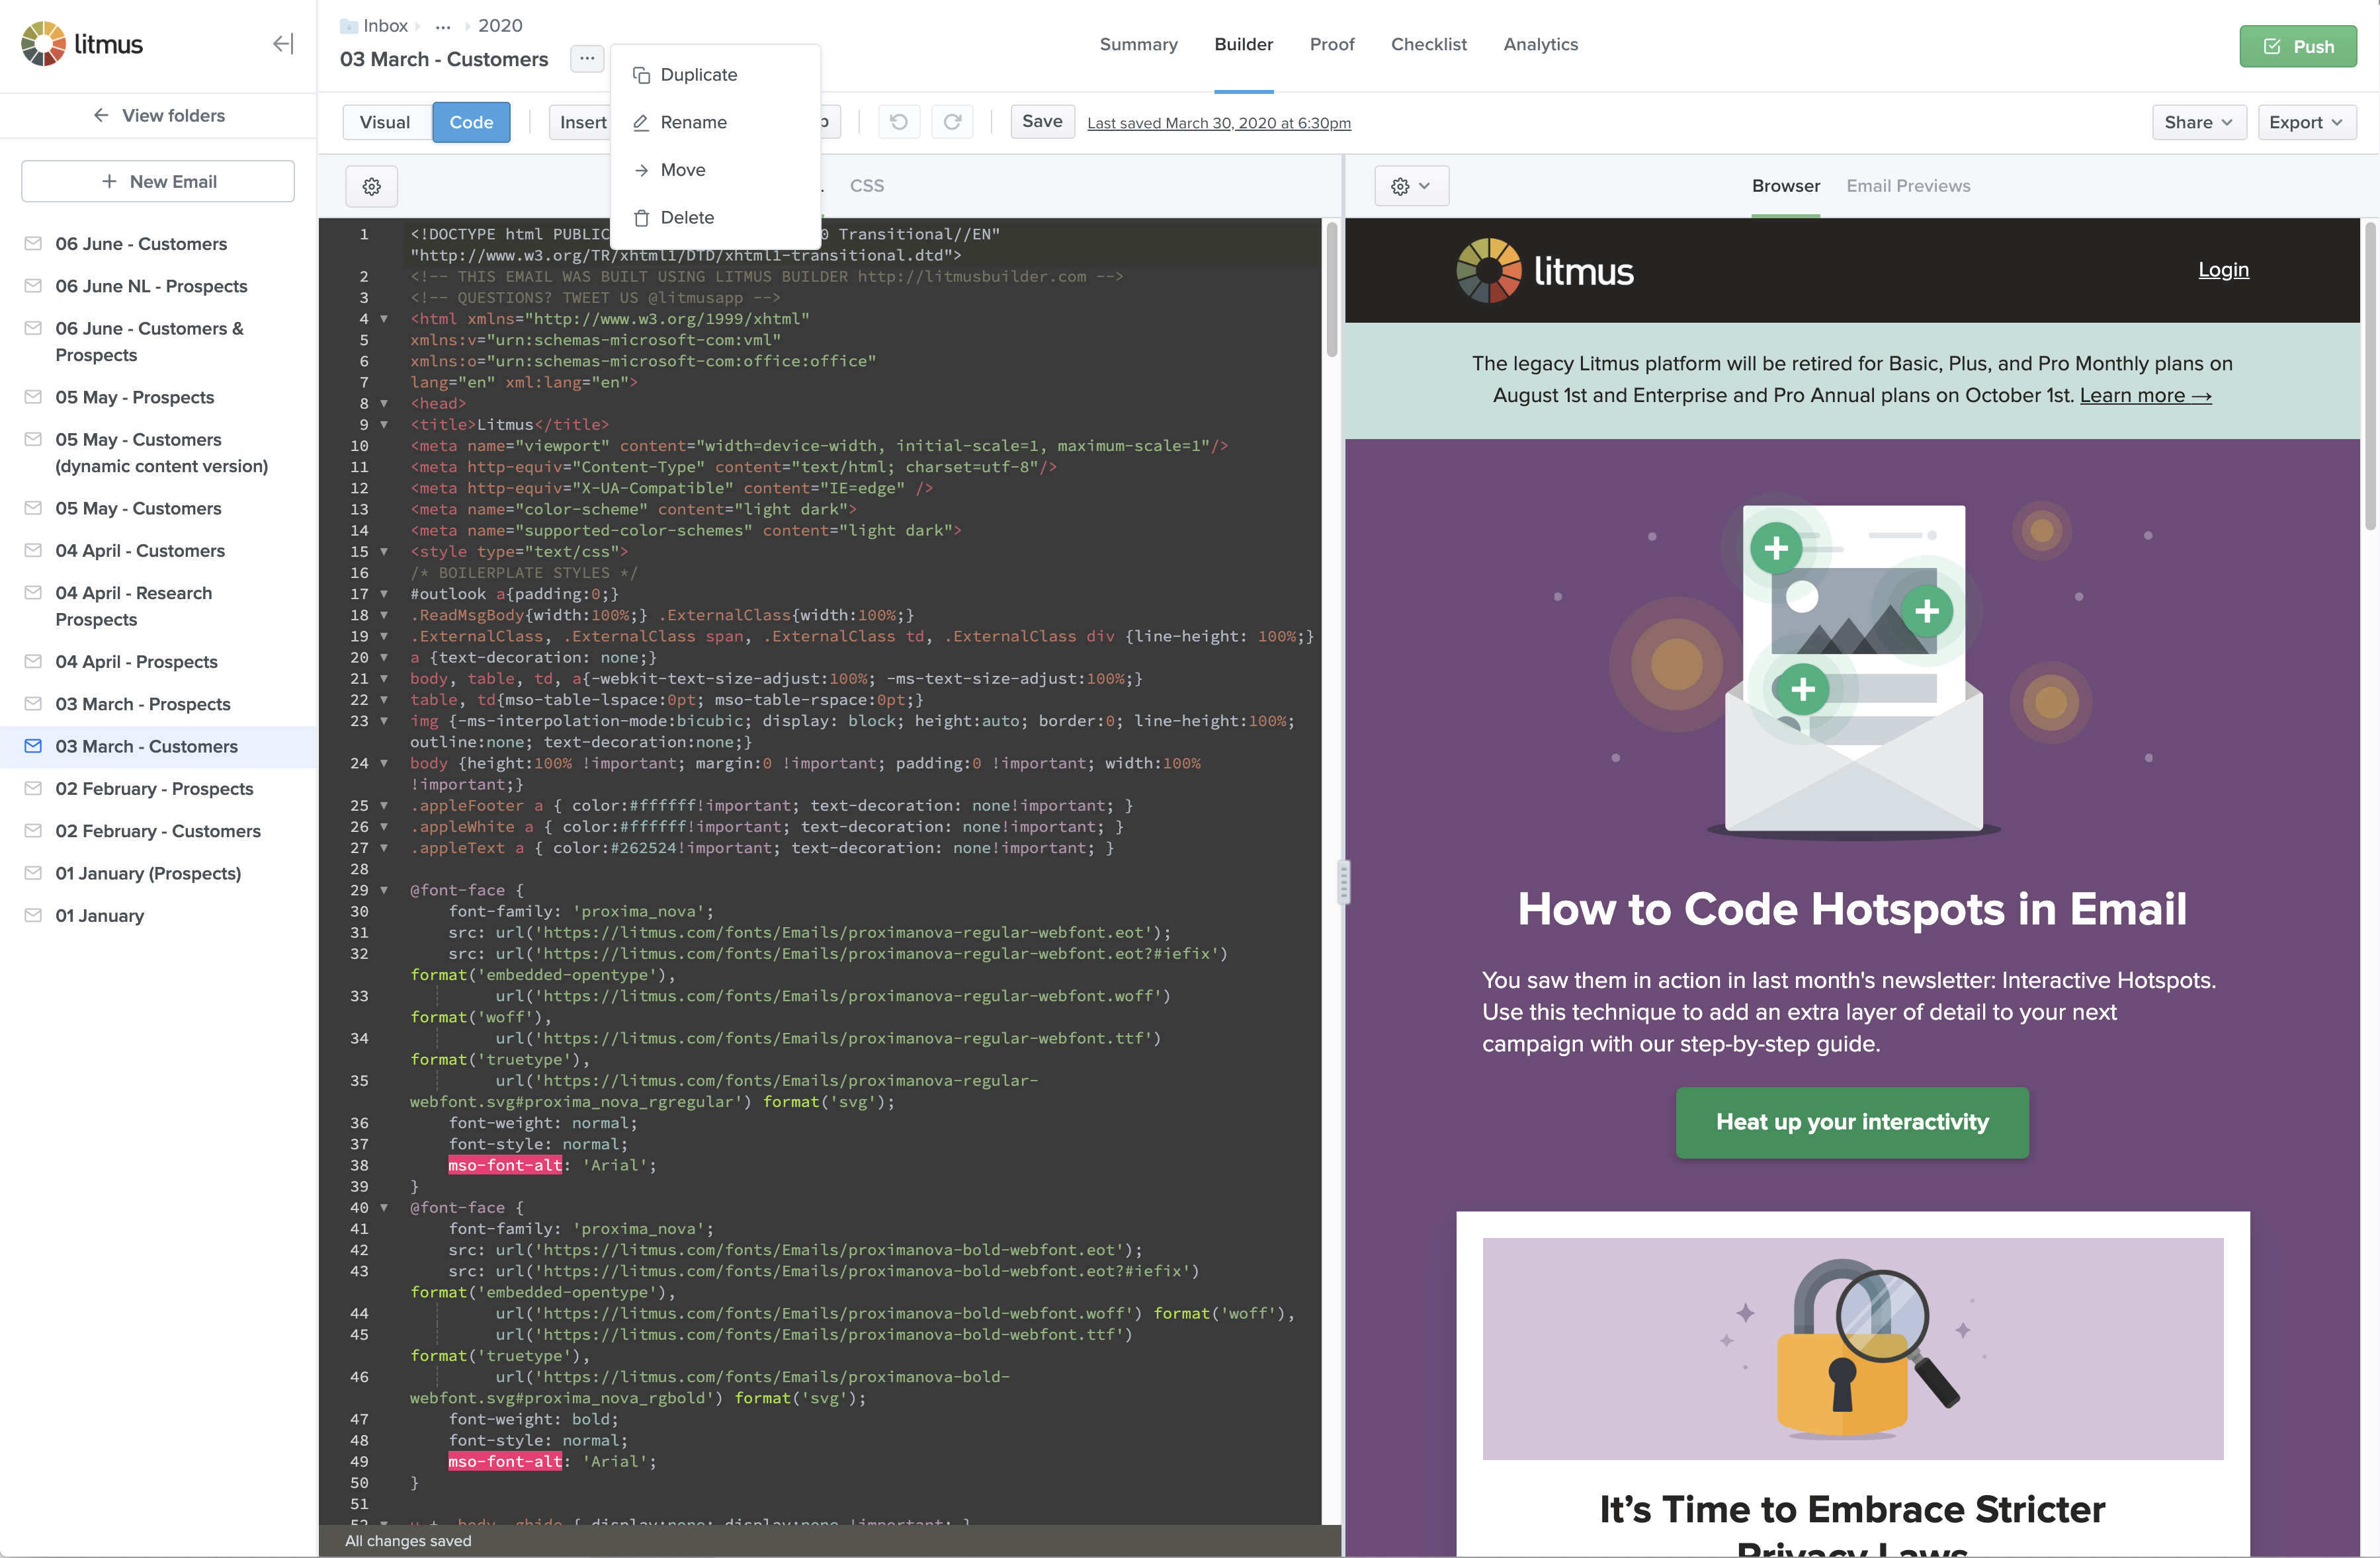 litmus
View folders
New Email
06 June - Customers
06 June NL - Prospects
06 June - Customers &
Prospects
05 May - Prospects
05 May - Customers
(dynamic content version)
05 May - Customers
04 April - Customers
04 April - Research
Prospects
04 April - Prospects
03 March - Prospects
03 March - Customers
02 February - Prospects
02 February - Customers
01 January (Prospects)
01 January
Inbox ... 2020
03 March - Customers ...
Duplicate
Rename
Move
Delete
Summary Builder Proof Checklist Analytics
Push
Visual Code Insert
Save Last saved March 30, 2020 at 6:30pm
Share Export
CSS
Browser Email Previews
1 <!DOCTYPE html PUBLIC 0 Transitional//EN"
"http://www.w3.org/TR/xhtml1/DTD/xhtml1-transitional.dtd">
2 <!-- THIS EMAIL WAS BUILT USING LITMUS BUILDER http://litmusbuilder.com -->
3 <!-- QUESTIONS? TWEET US @litmusapp -->
4 <html xmlns="http://www.w3.org/1999/xhtml"
5 xmlns:v="urn:schemas-microsoft-com:vml"
6 xmlns:o="urn:schemas-microsoft-com:office:office"
7 lang="en" xml:lang="en">
8 <head>
9 <title>Litmus</title>
10 <meta name="viewport" content="width=device-width, initial-scale=1, maximum-scale=1"/>
11 <meta http-equiv="Content-Type" content="text/html; charset=utf-8"/>
12 <meta http-equiv="X-UA-Compatible" content="IE=edge" />
13 <meta name="color-scheme" content="light dark">
14 <meta name="supported-color-schemes" content="light dark">
15 <style type="text/css">
16 /* BOILERPLATE STYLES */
17 #outlook a{padding:0;}
18 .ReadMsgBody{width:100%;} .ExternalClass{width:100%;}
19 .ExternalClass, .ExternalClass span, .ExternalClass td, .ExternalClass div {line-height: 100%;}
20 a {text-decoration: none;}
21 body, table, td, a{-webkit-text-size-adjust:100%; -ms-text-size-adjust:100%;}
22 table, td{mso-table-lspace:0pt; mso-table-rspace:0pt;}
23 img {-ms-interpolation-mode:bicubic; display: block; height:auto; border:0; line-height:100%;
outline:none; text-decoration:none;}
24 body {height:100% !important; margin:0 !important; padding:0 !important; width:100%
!important;}
25 .appleFooter a { color:#ffffff!important; text-decoration: none!important; }
26 .appleWhite a { color:#ffffff!important; text-decoration: none!important; }
27 .appleText a { color:#262524!important; text-decoration: none!important; }
28
29 @font-face {
30 font-family: 'proxima_nova';
31 src: url('https://litmus.com/fonts/Emails/proximanova-regular-webfont.eot');
32 src: url('https://litmus.com/fonts/Emails/proximanova-regular-webfont.eot?#iefix')
format('embedded-opentype'),
33 url('https://litmus.com/fonts/Emails/proximanova-regular-webfont.woff')
format('woff'),
34 url('https://litmus.com/fonts/Emails/proximanova-regular-webfont.ttf')
format('truetype'),
35 url('https://litmus.com/fonts/Emails/proximanova-regular-
webfont.svg#proxima_nova_rgregular') format('svg');
36 font-weight: normal;
37 font-style: normal;
38 mso-font-alt: 'Arial';
39 }
40 @font-face {
41 font-family: 'proxima_nova';
42 src: url('https://litmus.com/fonts/Emails/proximanova-bold-webfont.eot');
43 src: url('https://litmus.com/fonts/Emails/proximanova-bold-webfont.eot?#iefix')
format('embedded-opentype'),
44 url('https://litmus.com/fonts/Emails/proximanova-bold-webfont.woff') format('woff'),
45 url('https://litmus.com/fonts/Emails/proximanova-bold-webfont.ttf')
format('truetype'),
46 url('https://litmus.com/fonts/Emails/proximanova-bold-
webfont.svg#proxima_nova_rgbold') format('svg');
47 font-weight: bold;
48 font-style: normal;
49 mso-font-alt: 'Arial';
50 }
51
All changes saved
litmus
Login
The legacy Litmus platform will be retired for Basic, Plus, and Pro Monthly plans on
August 1st and Enterprise and Pro Annual plans on October 1st. Learn more →
How to Code Hotspots in Email
You saw them in action in last month's newsletter: Interactive Hotspots.
Use this technique to add an extra layer of detail to your next
campaign with our step-by-step guide.
Heat up your interactivity
It's Time to Embrace Stricter
Privacy Laws